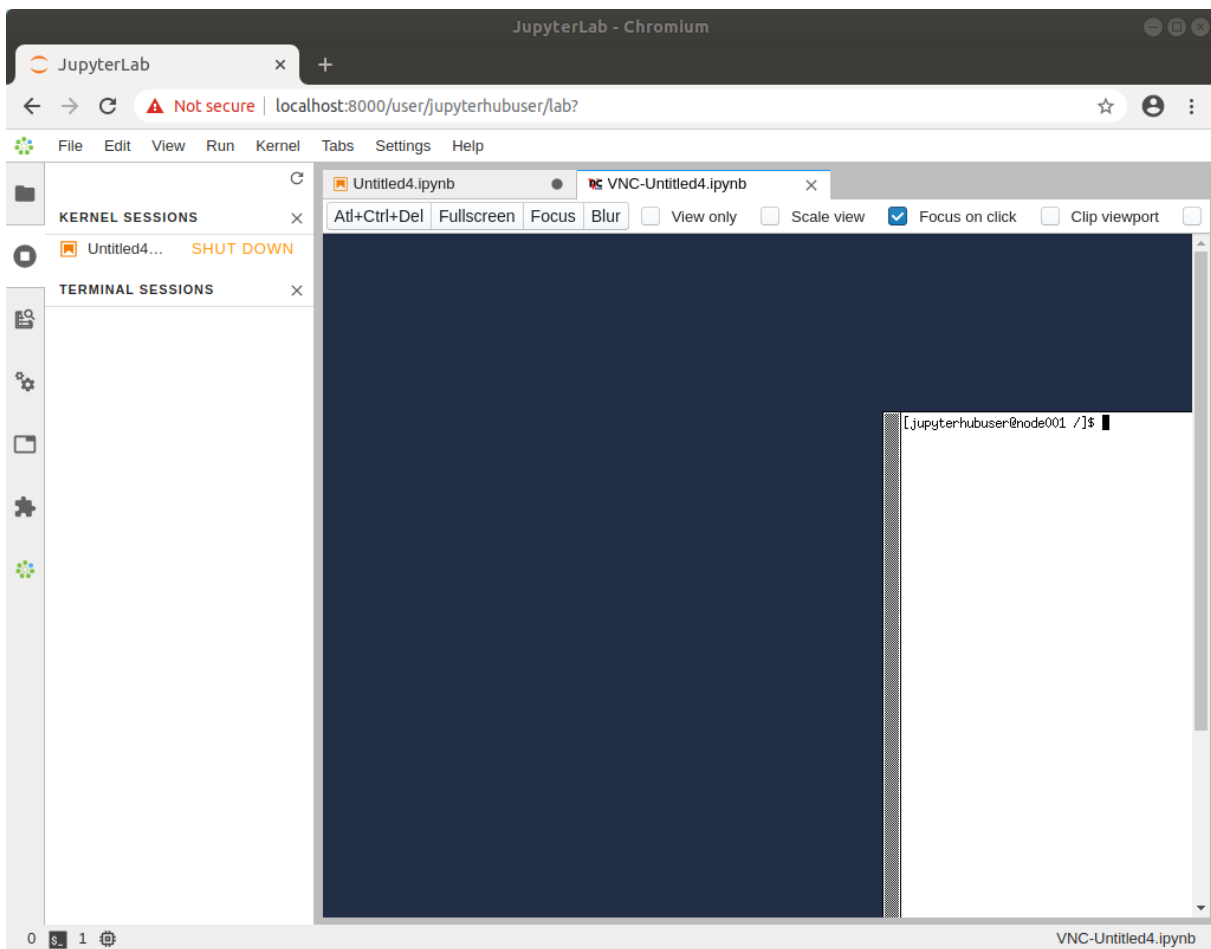 JupyterLab - Chromium
JupyterLab
Not secure | localhost:8000/user/jupyterhubuser/lab?
File Edit View Run Kernel Tabs Settings Help
Untitled4.ipynb VNC-Untitled4.ipynb
Atl+Ctrl+Del Fullscreen Focus Blur View only Scale view Focus on click Clip viewport
KERNEL SESSIONS
Untitled4... SHUT DOWN
TERMINAL SESSIONS
[jupyterhubuser@node001 /]$
0 $_ 1 VNC-Untitled4.ipynb